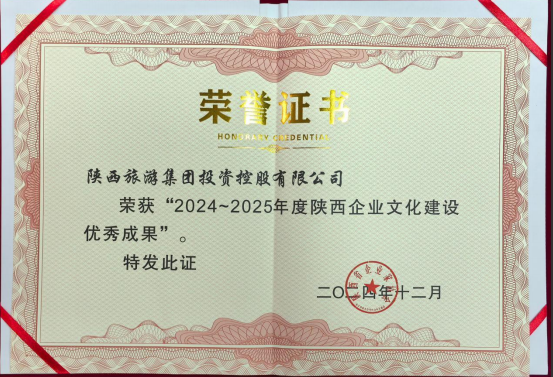 荣誉证书
HONORARY CREDENTIAL
陕西旅游集团投资控股有限公司
荣获“2024~2025年度陕西企业文化建设
优秀成果”。
特发此证
二〇二四年十二月